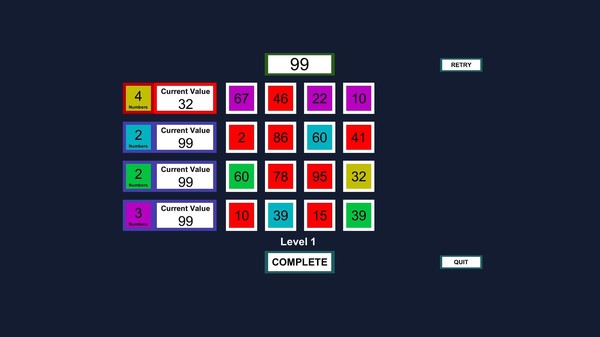 99
RETRY
4 Numbers Current Value 32 67 46 22 10
2 Numbers Current Value 99 2 86 60 41
2 Numbers Current Value 99 60 78 95 32
3 Numbers Current Value 99 10 39 15 39
Level 1
COMPLETE
QUIT